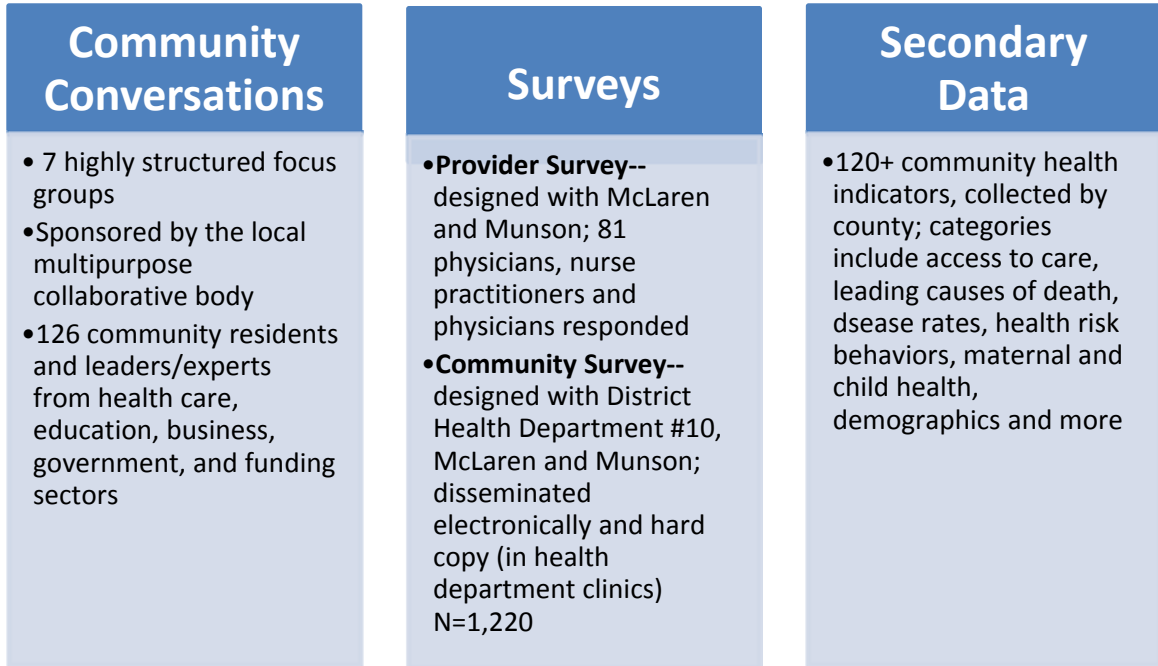 Community
Conversations
• 7 highly structured focus
groups
•Sponsored by the local
multipurpose
collaborative body
•126 community residents
and leaders/experts
from health care,
education, business,
government, and funding
sectors
Surveys
•Provider Survey--
designed with McLaren
and Munson; 81
physicians, nurse
practitioners and
physicians responded
•Community Survey--
designed with District
Health Department #10,
McLaren and Munson;
disseminated
electronically and hard
copy (in health
department clinics)
N=1,220
Secondary
Data
•120+ community health
indicators, collected by
county; categories
include access to care,
leading causes of death,
dsease rates, health risk
behaviors, maternal and
child health,
demographics and more